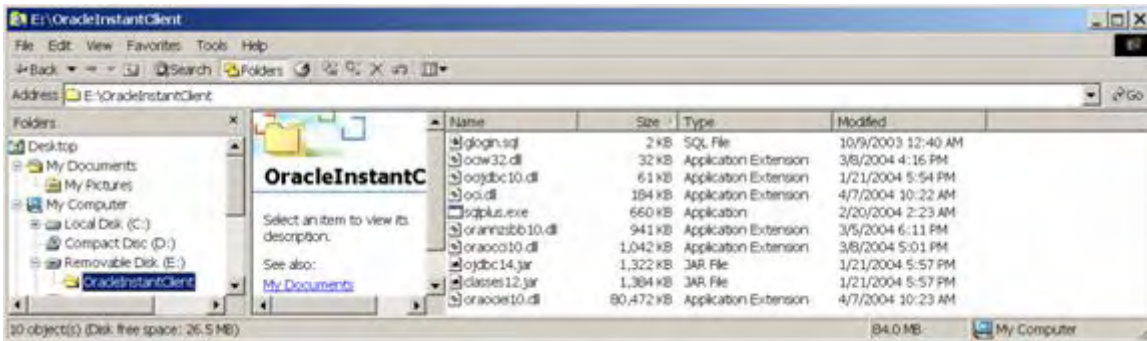 E:\OracleInstantClient
File Edit View Favorites Tools Help
Back Search Folders
Address E:\OracleInstantClient Go
Folders
Desktop
My Documents
My Pictures
My Computer
Local Disk (C:)
Compact Disc (D:)
Removable Disk (E:)
OracleInstantClient
OracleInstantC
Select an item to view its
description.
See also:
My Documents
Name Size Type Modified
glogin.sql 2 KB SQL File 10/9/2003 12:40 AM
ociw32.dll 32 KB Application Extension 3/8/2004 4:16 PM
ocijdbc10.dll 61 KB Application Extension 1/21/2004 5:54 PM
oci.dll 184 KB Application Extension 4/7/2004 10:22 AM
sqlplus.exe 660 KB Application 2/20/2004 2:23 AM
orannzsbb10.dll 941 KB Application Extension 3/5/2004 6:11 PM
oraocci10.dll 1,042 KB Application Extension 3/8/2004 5:01 PM
ojdbc14.jar 1,322 KB JAR File 1/21/2004 5:57 PM
classes12.jar 1,384 KB JAR File 1/21/2004 5:57 PM
oraociei10.dll 80,472 KB Application Extension 4/7/2004 10:23 AM
10 object(s) (Disk free space: 26.5 MB) 84.0 MB My Computer